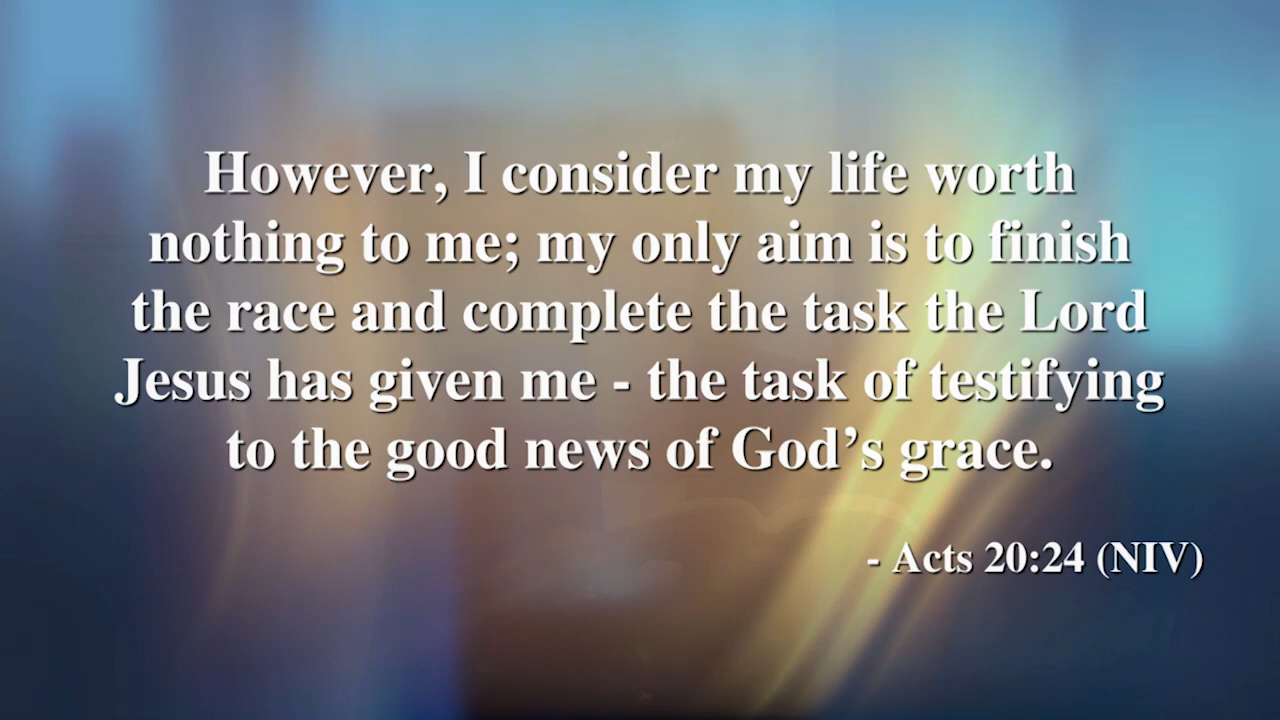 However, I consider my life worth
nothing to me; my only aim is to finish
the race and complete the task the Lord
Jesus has given me - the task of testifying
to the good news of God’s grace.
- Acts 20:24 (NIV)